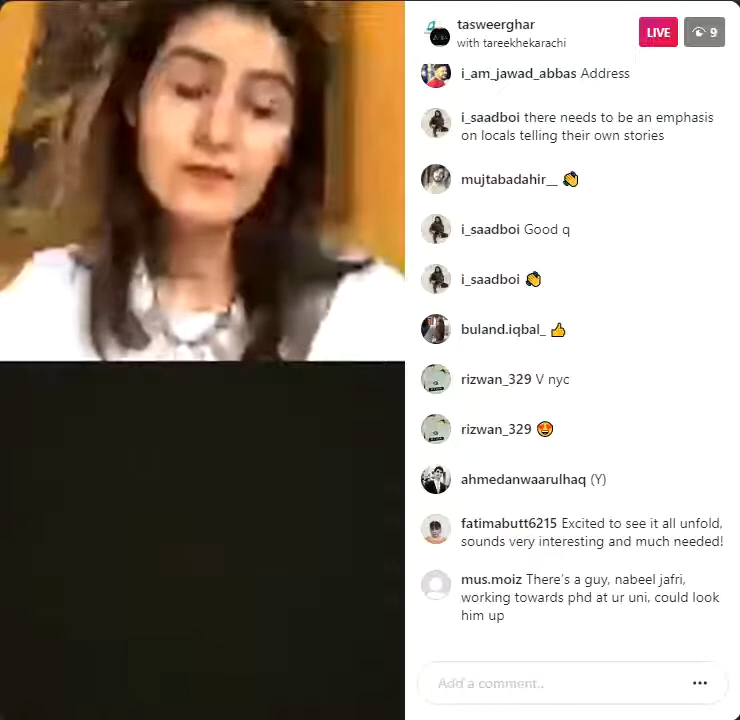 tasweerghar
with tareekhekarachi
LIVE
9
i_am_jawad_abbas Address
i_saadboi there needs to be an emphasis
on locals telling their own stories
mujtabadahir__ 👏
i_saadboi Good q
i_saadboi 👏
buland.iqbal_ 👍
rizwan_329 V nyc
rizwan_329 😍
ahmedanwaarulhaq (Y)
fatimabutt6215 Excited to see it all unfold,
sounds very interesting and much needed!
mus.moiz There's a guy, nabeel jafri,
working towards phd at ur uni, could look
him up
Add a comment..